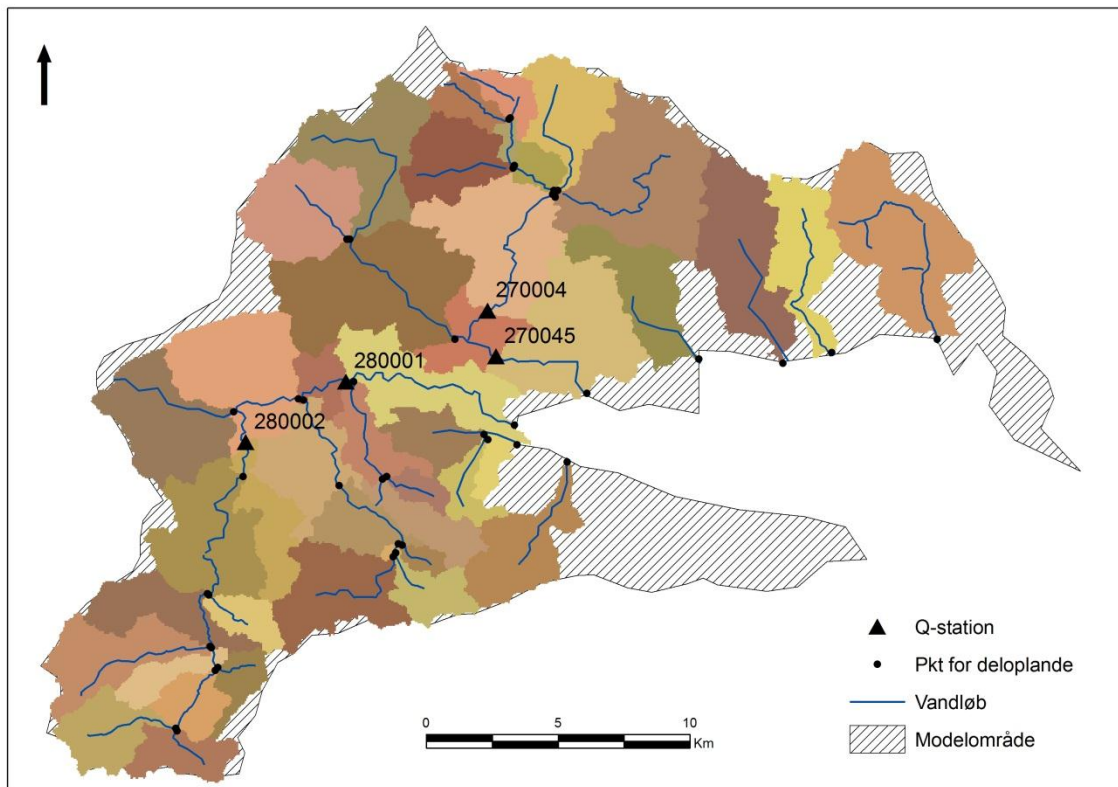 270004
270045
280001
280002
Q-station
Pkt for deloplande
Vandløb
Modelområde
0 5 10
Km